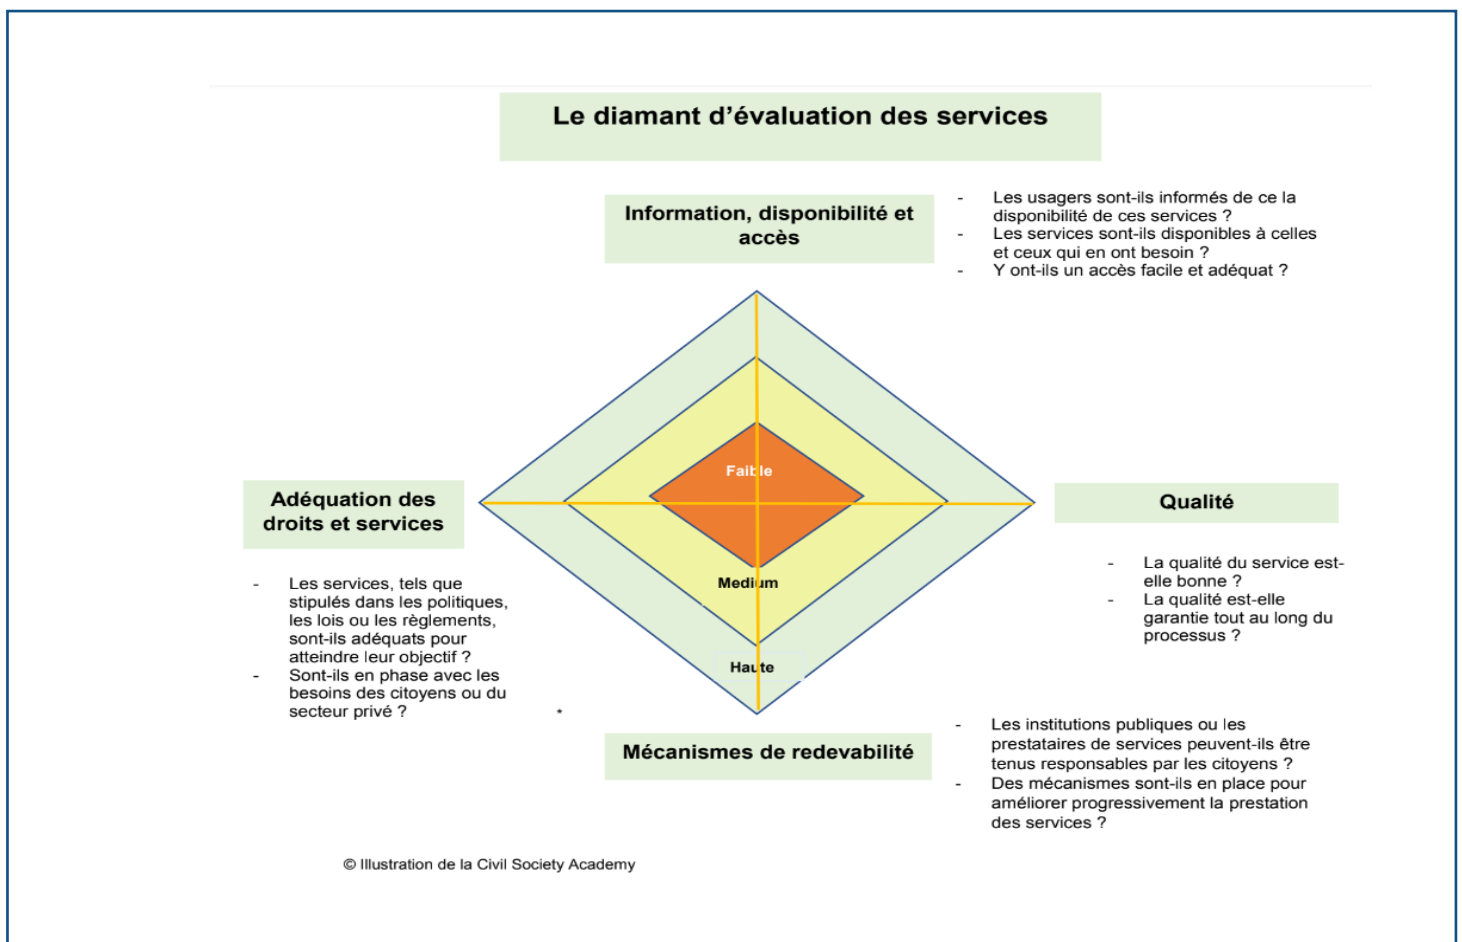 Le diamant d’évaluation des services
Information, disponibilité et
accès
- Les usagers sont-ils informés de ce la
disponibilité de ces services ?
- Les services sont-ils disponibles à celles
et ceux qui en ont besoin ?
- Y ont-ils un accès facile et adéquat ?
Faible
Medium
Haute
Adéquation des
droits et services
- Les services, tels que
stipulés dans les politiques,
les lois ou les règlements,
sont-ils adéquats pour
atteindre leur objectif ?
- Sont-ils en phase avec les
besoins des citoyens ou du
secteur privé ?
*
Qualité
- La qualité du service est-
elle bonne ?
- La qualité est-elle
garantie tout au long du
processus ?
Mécanismes de redevabilité
- Les institutions publiques ou les
prestataires de services peuvent-ils être
tenus responsables par les citoyens ?
- Des mécanismes sont-ils en place pour
améliorer progressivement la prestation
des services ?
© Illustration de la Civil Society Academy